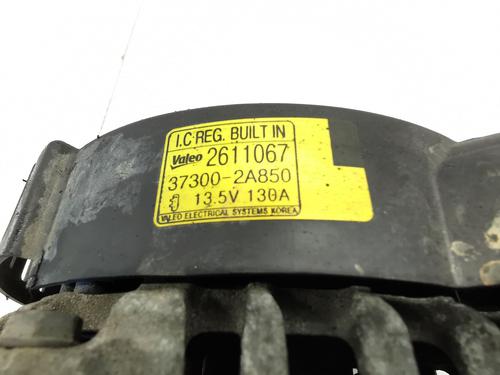 I.C.REG. BUILT IN
Valeo 2611067
37300-2A850
13.5V 130A
VALEO ELECTRICAL SYSTEMS KOREA